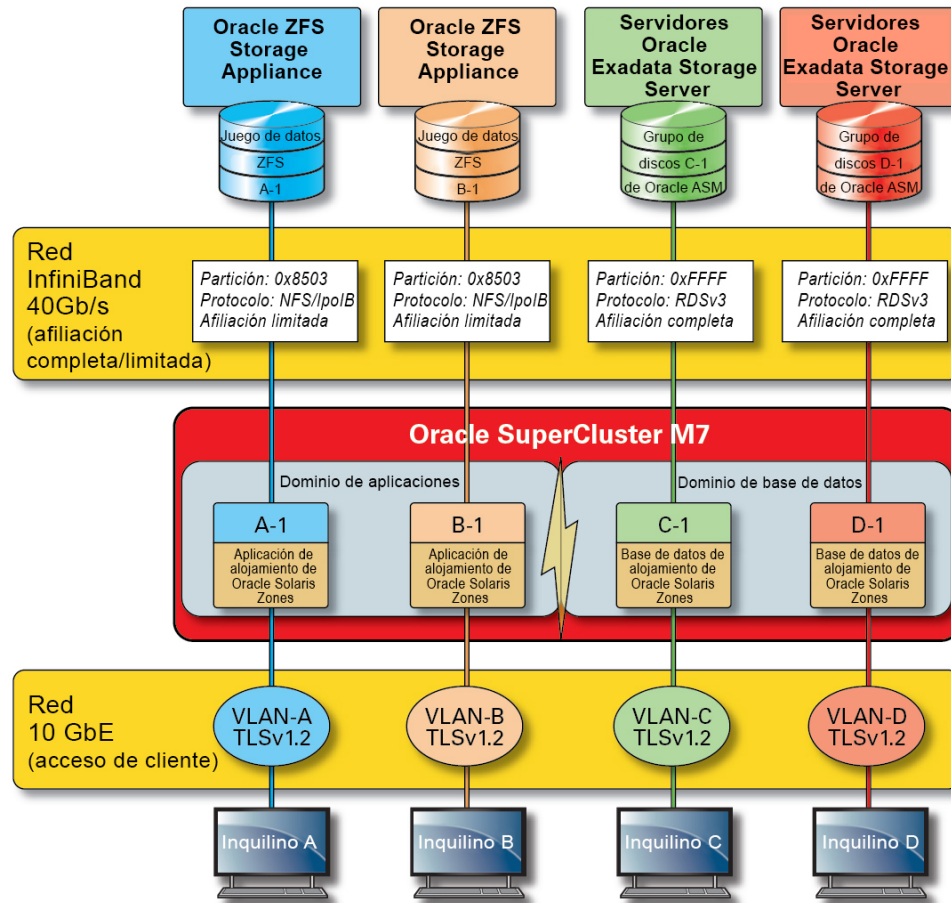 Oracle ZFS
Storage
Appliance
Oracle ZFS
Storage
Appliance
Servidores
Oracle
Exadata Storage
Server
Servidores
Oracle
Exadata Storage
Server
Juego de datos
ZFS
A-1
Juego de datos
ZFS
B-1
Grupo de
discos C-1
de Oracle ASM
Grupo de
discos D-1
de Oracle ASM
Red
InfiniBand
40Gb/s
(afiliación
completa/limitada)
Partición: 0x8503
Protocolo: NFS/IpolB
Afiliación limitada
Partición: 0x8503
Protocolo: NFS/IpolB
Afiliación limitada
Partición: 0xFFFF
Protocolo: RDSv3
Afiliación completa
Partición: 0xFFFF
Protocolo: RDSv3
Afiliación completa
Oracle SuperCluster M7
Dominio de aplicaciones
Dominio de base de datos
A-1
Aplicación de
alojamiento de
Oracle Solaris
Zones
B-1
Aplicación de
alojamiento de
Oracle Solaris
Zones
C-1
Base de datos de
alojamiento de
Oracle Solaris
Zones
D-1
Base de datos de
alojamiento de
Oracle Solaris
Zones
Red
10 GbE
(acceso de cliente)
VLAN-A
TLSv1.2
VLAN-B
TLSv1.2
VLAN-C
TLSv1.2
VLAN-D
TLSv1.2
Inquilino A
Inquilino B
Inquilino C
Inquilino D